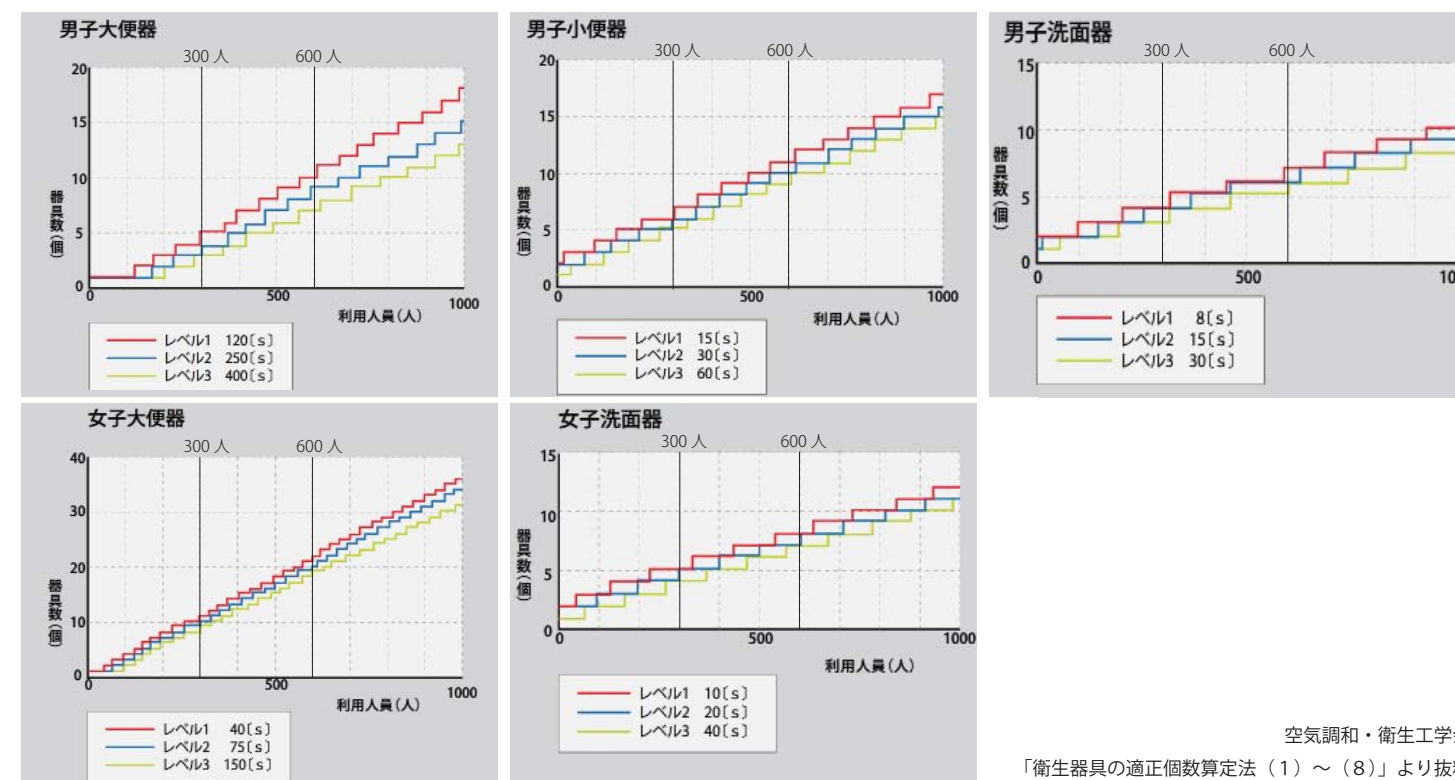 男子大便器
300 人
600 人
20
15
10
5
0
器具数(個)
0
500
1000
利用人員(人)
レベル1 120〔s〕
レベル2 250〔s〕
レベル3 400〔s〕
男子小便器
300 人
600 人
20
15
10
5
0
器具数(個)
0
500
1000
利用人員(人)
レベル1 15〔s〕
レベル2 30〔s〕
レベル3 60〔s〕
男子洗面器
300 人
600 人
15
10
5
0
器具数(個)
0
500
10
レベル1 8〔s〕
レベル2 15〔s〕
レベル3 30〔s〕
女子大便器
300 人
600 人
40
30
20
10
0
器具数(個)
0
500
1000
利用人員(人)
レベル1 40〔s〕
レベル2 75〔s〕
レベル3 150〔s〕
女子洗面器
300 人
600 人
15
10
5
0
器具数(個)
0
500
1000
利用人員(人)
レベル1 10〔s〕
レベル2 20〔s〕
レベル3 40〔s〕
空気調和・衛生工学
「衛生器具の適正個数算定法（1）～（8）」より抜